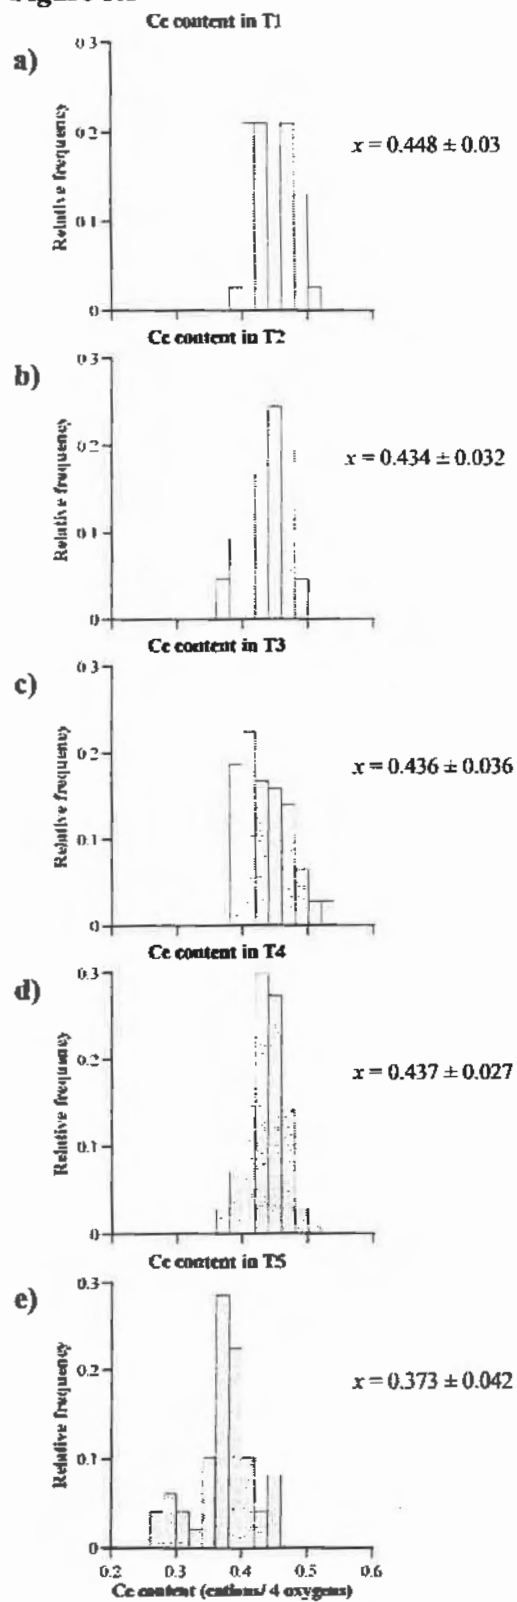 Ce content in T1
a)
0.3
0.2
0.1
0
Relative frequency
x = 0.448 ± 0.03
Ce content in T2
b)
0.3
0.2
0.1
0
Relative frequency
x = 0.434 ± 0.032
Ce content in T3
c)
0.3
0.2
0.1
0
Relative frequency
x = 0.436 ± 0.036
Ce content in T4
d)
0.3
0.2
0.1
0
Relative frequency
x = 0.437 ± 0.027
Ce content in T5
e)
0.3
0.2
0.1
0
Relative frequency
x = 0.373 ± 0.042
0.2 0.3 0.4 0.5 0.6
Ce content (cations/ 4 oxygens)